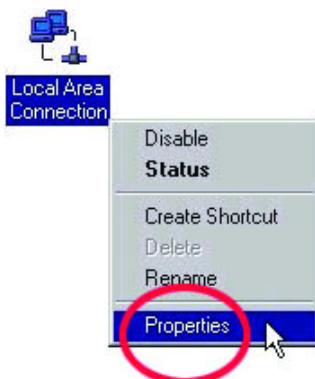 Local Area
Connection
Disable
Status
Create Shortcut
Delete
Rename
Properties